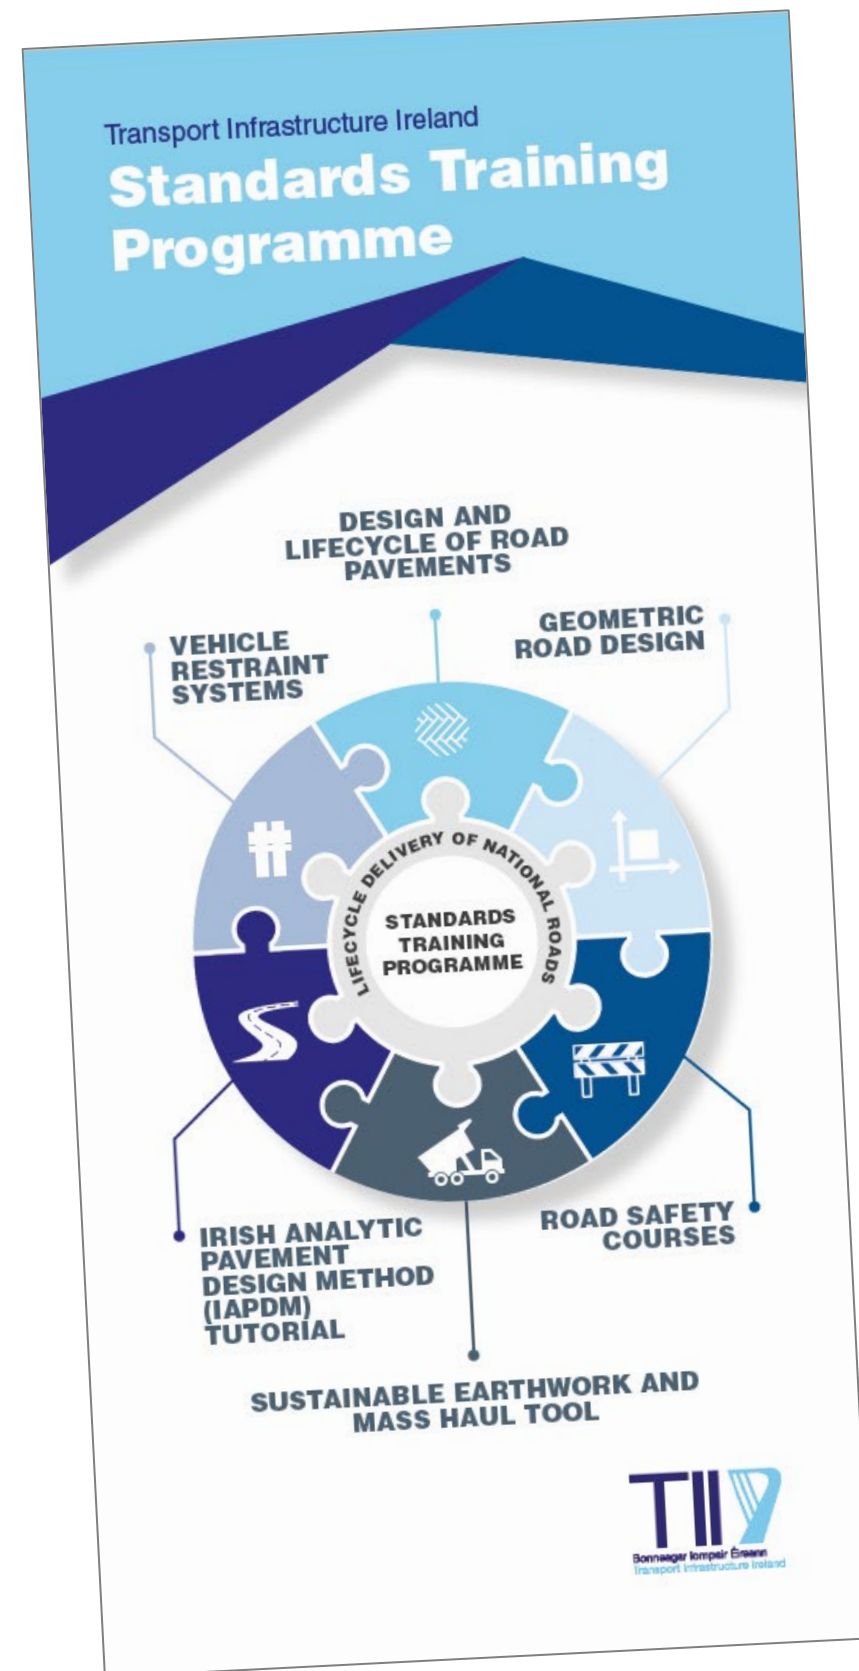 Transport Infrastructure Ireland
Standards Training
Programme
DESIGN AND
LIFECYCLE OF ROAD
PAVEMENTS
GEOMETRIC
ROAD DESIGN
VEHICLE
RESTRAINT
SYSTEMS
LIFECYCLE DELIVERY OF NATIONAL ROADS
STANDARDS
TRAINING
PROGRAMME
IRISH ANALYTIC
PAVEMENT
DESIGN METHOD
(IAPDM)
TUTORIAL
ROAD SAFETY
COURSES
SUSTAINABLE EARTHWORK AND
MASS HAUL TOOL
TII
Bonneagar Iompair Éireann
Transport Infrastructure Ireland